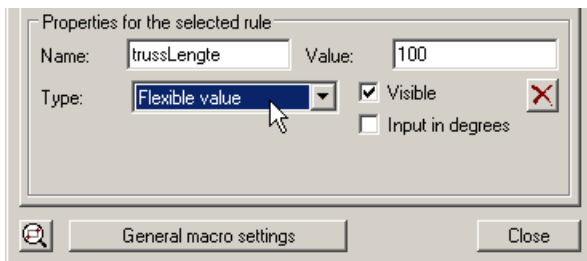 Properties for the selected rule
Name: trussLengte Value: 100
Type: Flexible value Visible
Input in degrees
General macro settings Close